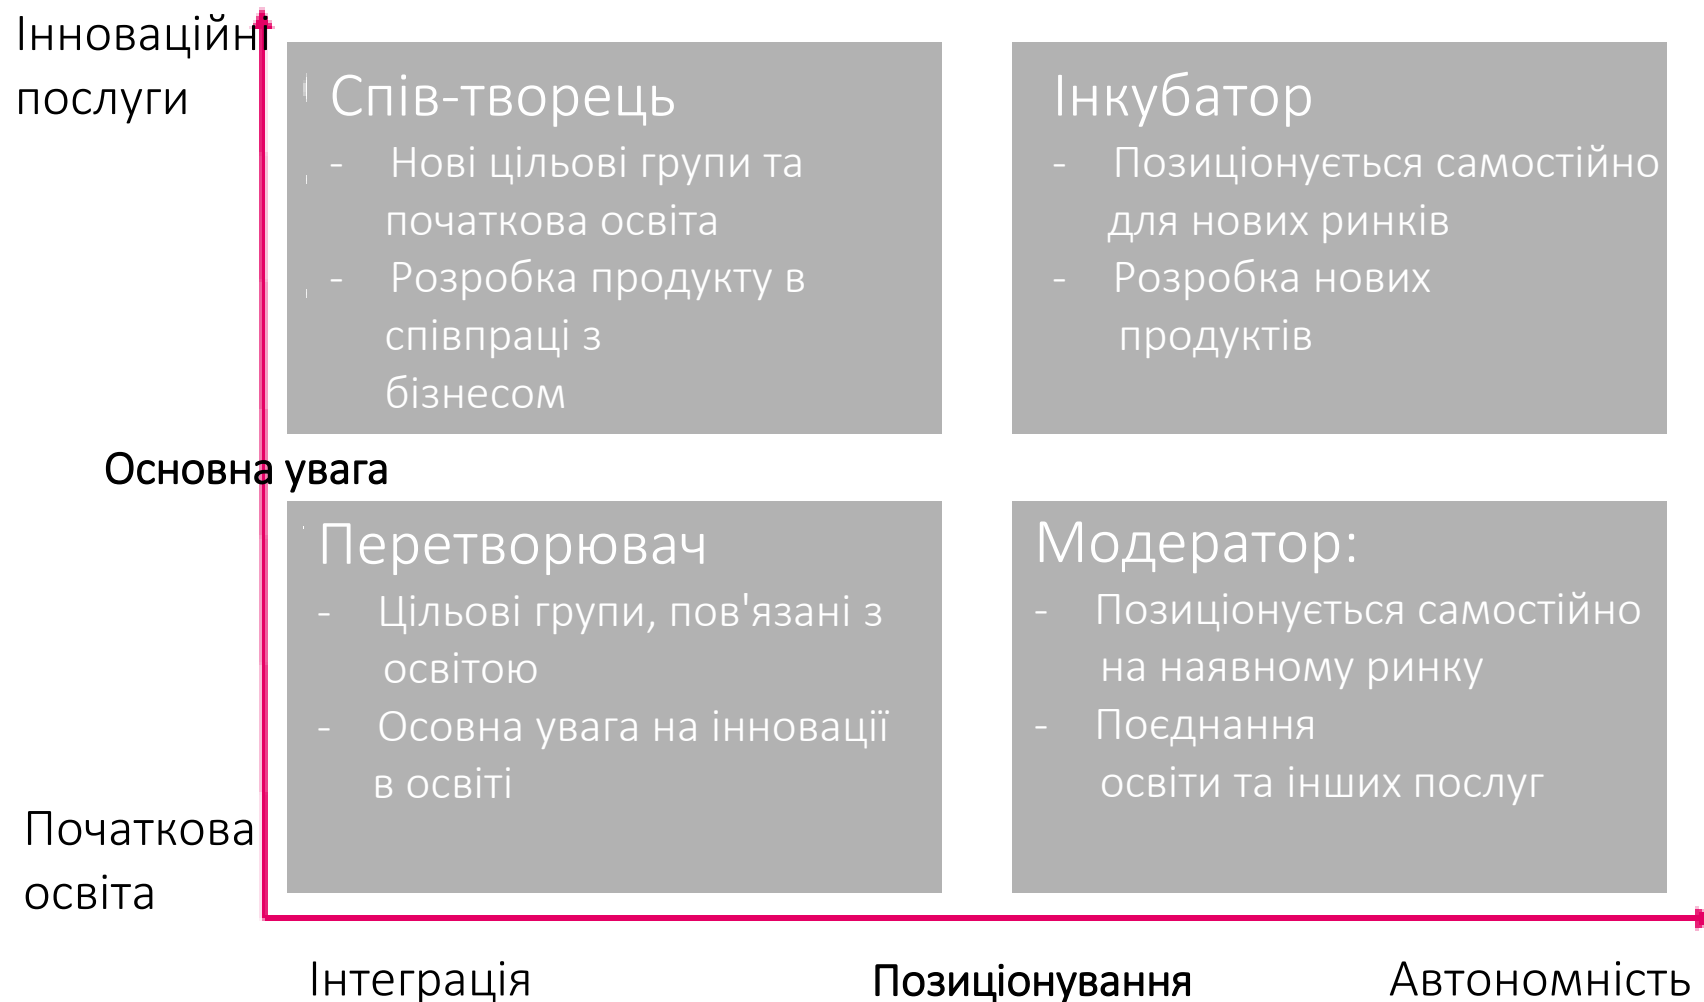 Інноваційні
послуги
Спів-творець
- Нові цільові групи та
початкова освіта
- Розробка продукту в
співпраці з
бізнесом
Інкубатор
- Позиціонується самостійно
для нових ринків
- Розробка нових
продуктів
Основна увага
Перетворювач
- Цільові групи, пов'язані з
освітою
- Осовна увага на інновації
в освіті
Модератор:
- Позиціонується самостійно
на наявному ринку
- Поєднання
освіти та інших послуг
Початкова
освіта
Інтеграція
Позиціонування
Автономність